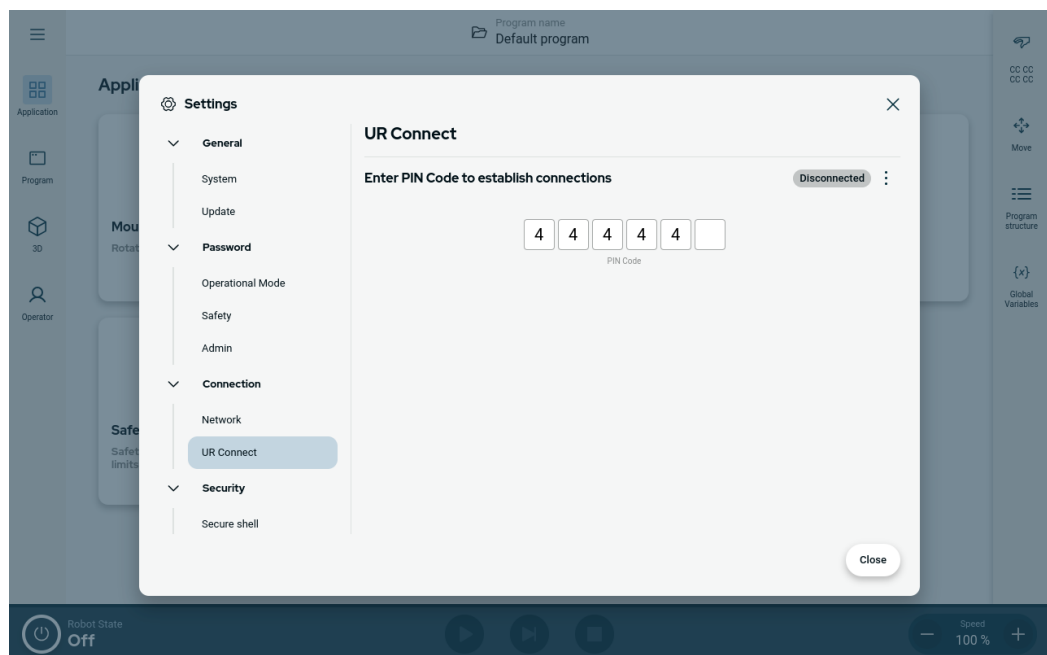 Program name
Default program
Appli
Application
Program
3D
Operator
Mou
Rotat
Safe
Safet
limits
Settings
General
System
Update
Password
Operational Mode
Safety
Admin
Connection
Network
UR Connect
Security
Secure shell
UR Connect
Enter PIN Code to establish connections
Disconnected
4 4 4 4 4
PIN Code
Close
CC CC
CC CC
Move
Program
structure
{x}
Global
Variables
Robot State
Off
Speed
100 %